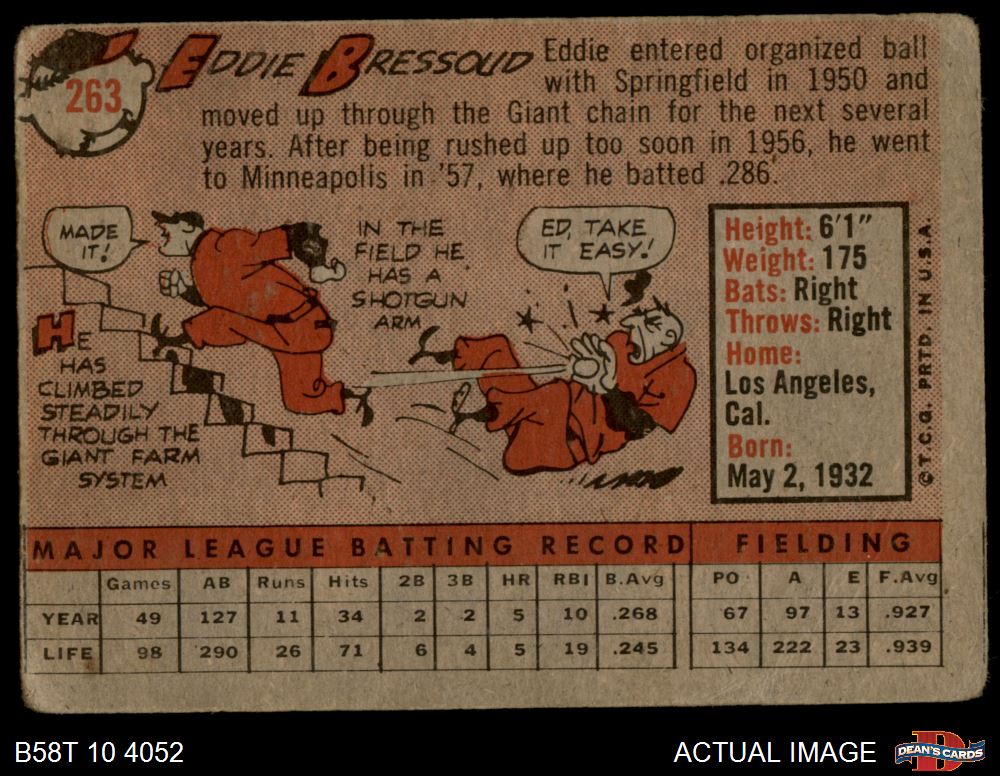 263
EDDIE BRESSOUD
Eddie entered organized ball
with Springfield in 1950 and
moved up through the Giant chain for the next several
years. After being rushed up too soon in 1956, he went
to Minneapolis in '57, where he batted .286.
MADE
IT!
HE
HAS
CLIMBED
STEADILY
THROUGH THE
GIANT FARM
SYSTEM
IN THE
FIELD HE
HAS A
SHOTGUN
ARM
ED, TAKE
IT EASY!
Height: 6'1"
Weight: 175
Bats: Right
Throws: Right
Home:
Los Angeles,
Cal.
Born:
May 2, 1932
©T.C.G. PRTD. IN U.S.A.
MAJOR LEAGUE BATTING RECORD FIELDING
Games AB Runs Hits 2B 3B HR RBI B.Avg PO A E F.Avg
YEAR 49 127 11 34 2 2 5 10 .268 67 97 13 .927
LIFE 98 290 26 71 6 4 5 19 .245 134 222 23 .939
B58T 10 4052 ACTUAL IMAGE DEAN'S CARDS